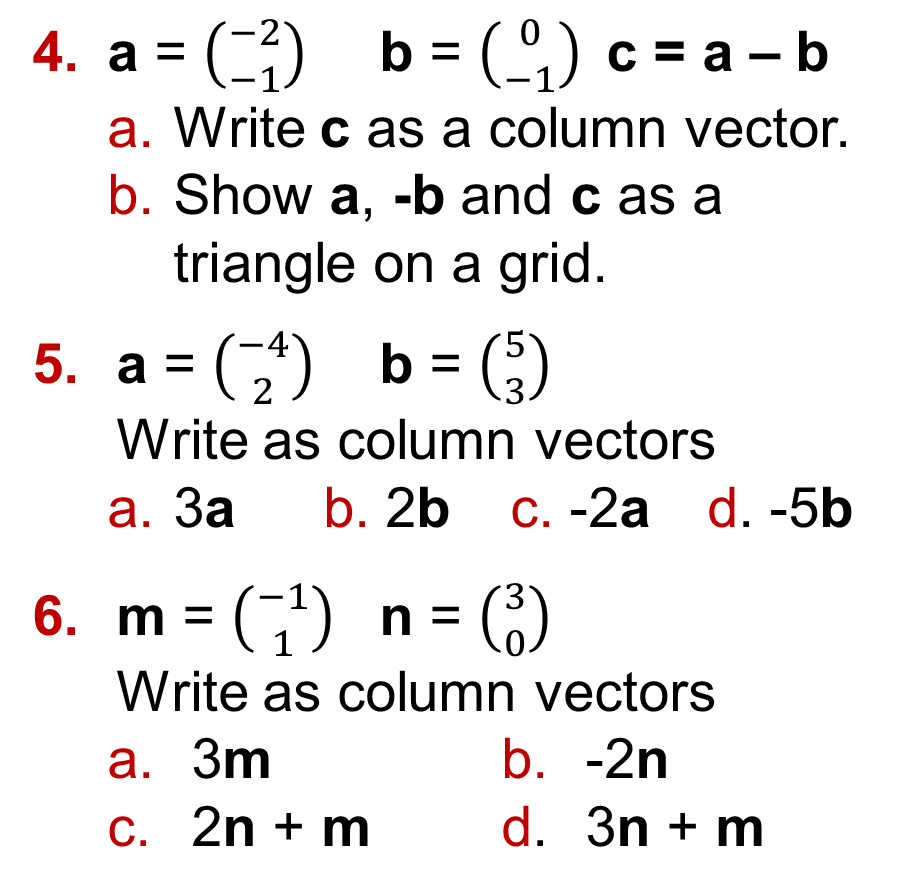 4. a = (−2 −1) b = (0 −1) c = a – b
a. Write c as a column vector.
b. Show a, -b and c as a
triangle on a grid.
5. a = (−4 2) b = (5 3)
Write as column vectors
a. 3a b. 2b c. -2a d. -5b
6. m = (−1 1) n = (3 0)
Write as column vectors
a. 3m b. -2n
c. 2n + m d. 3n + m